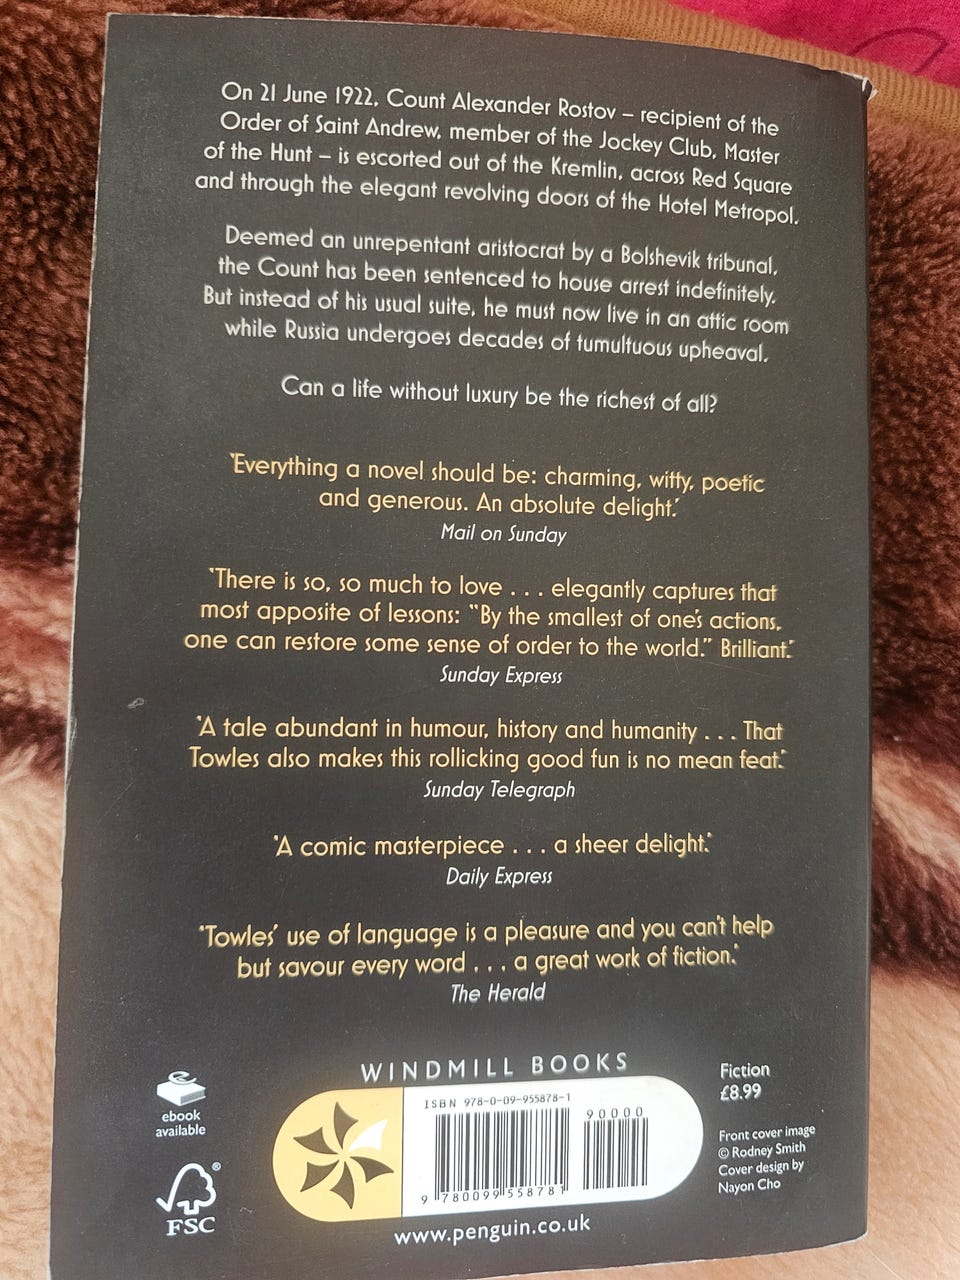 On 21 June 1922, Count Alexander Rostov – recipient of the
Order of Saint Andrew, member of the Jockey Club, Master
of the Hunt – is escorted out of the Kremlin, across Red Square
and through the elegant revolving doors of the Hotel Metropol.
Deemed an unrepentant aristocrat by a Bolshevik tribunal,
the Count has been sentenced to house arrest indefinitely.
But instead of his usual suite, he must now live in an attic room
while Russia undergoes decades of tumultuous upheaval.
Can a life without luxury be the richest of all?
'Everything a novel should be: charming, witty, poetic
and generous. An absolute delight.'
Mail on Sunday
'There is so, so much to love . . . elegantly captures that
most apposite of lessons: "By the smallest of one's actions,
one can restore some sense of order to the world." Brilliant.'
Sunday Express
'A tale abundant in humour, history and humanity . . . That
Towles also makes this rollicking good fun is no mean feat.'
Sunday Telegraph
'A comic masterpiece . . . a sheer delight.'
Daily Express
'Towles' use of language is a pleasure and you can't help
but savour every word . . . a great work of fiction.'
The Herald
ebook
available
FSC®
WINDMILL BOOKS
ISBN 978-0-09-955878-1
90000
9 780099 558781
www.penguin.co.uk
Fiction
£8.99
Front cover image
© Rodney Smith
Cover design by
Nayon Cho